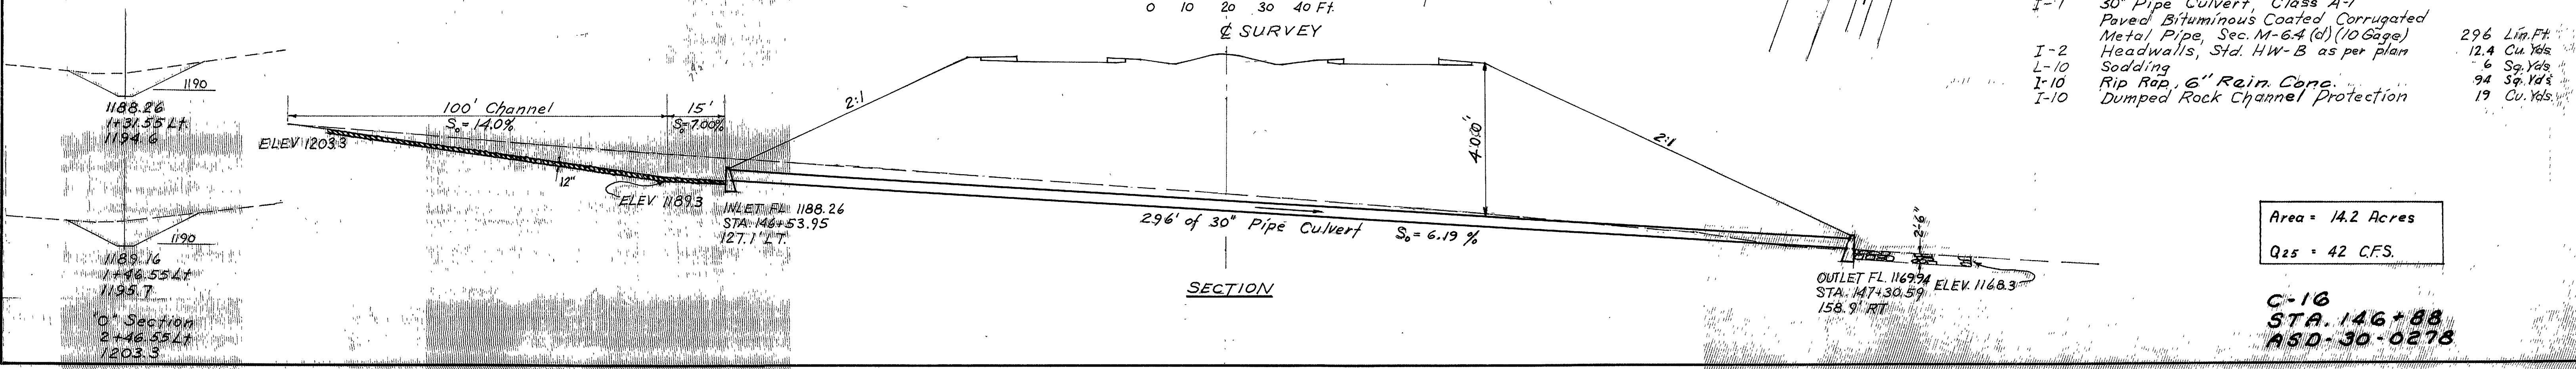 0 10 20 30 40 Ft.
℄ SURVEY
30" Pipe Culvert, Class A-1
Paved Bituminous Coated Corrugated
Metal Pipe, Sec. M-6.4 (d) (10 Gage) 296 Lin. Ft.
I-2 Headwalls, Std. HW-B as per plan 12.4 Cu. Yds.
L-10 Sodding 6 Sq. Yds.
I-10 Rip Rap, 6" Rein. Conc. 94 Sq. Yds.
I-10 Dumped Rock Channel Protection 19 Cu. Yds.
1190
1188.26
1+31.55 Lt.
1194.6
1190
1189.16
1+46.55 Lt
1195.7
"O" Section
2+46.55 Lt
1203.3
100' Channel
So = 14.0%
15'
So = 7.00%
ELEV 1203.3
12"
ELEV 1189.3
INLET FL 1188.26
STA. 146+53.95
127.1' LT.
2:1
296' of 30" Pipe Culvert So = 6.19 %
40.00'
2:1
2'-6"
OUTLET FL. 1169.94
STA. 147+30.59
158.9' RT
ELEV. 1168.3
SECTION
Area = 14.2 Acres
Q25 = 42 C.F.S.
C-16
STA. 146+88
ASD-30-0278